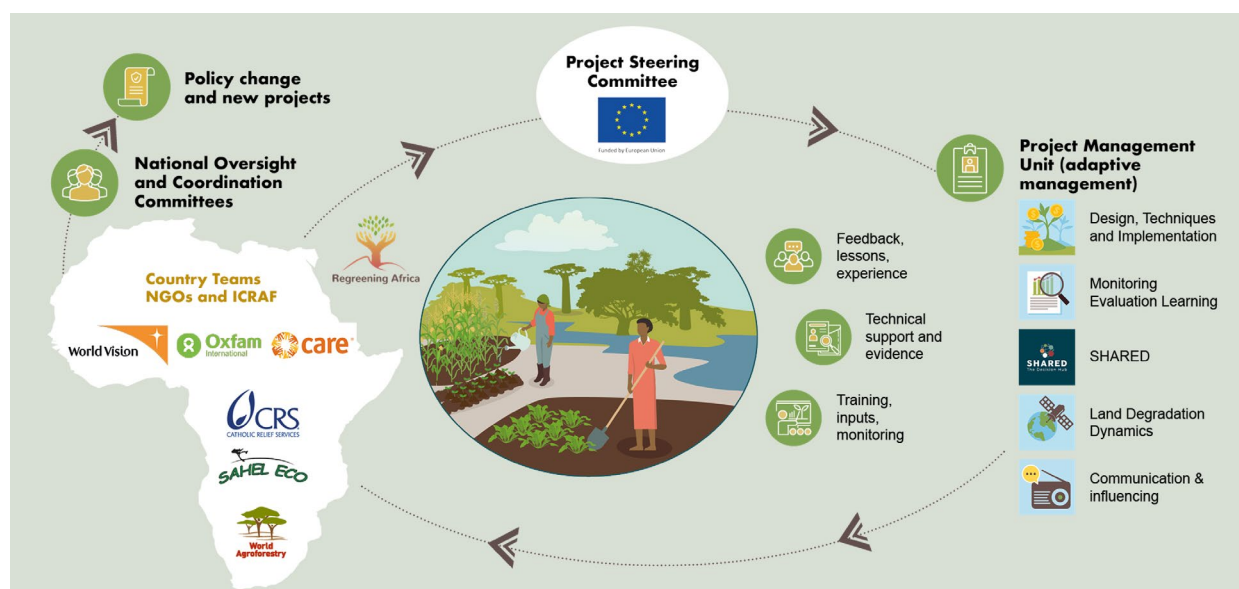 Policy change
and new projects
National Oversight
and Coordination
Committees
Country Teams
NGOs and ICRAF
World Vision
Oxfam
International
care
CRS
CATHOLIC RELIEF SERVICES
SAHEL ECO
World
Agroforestry
Regreening Africa
Project Steering
Committee
Funded by European Union
Feedback,
lessons,
experience
Technical
support and
evidence
Training,
inputs,
monitoring
Project Management
Unit (adaptive
management)
Design, Techniques
and Implementation
Monitoring
Evaluation Learning
SHARED
The Decision Hub
SHARED
Land Degradation
Dynamics
Communication &
influencing